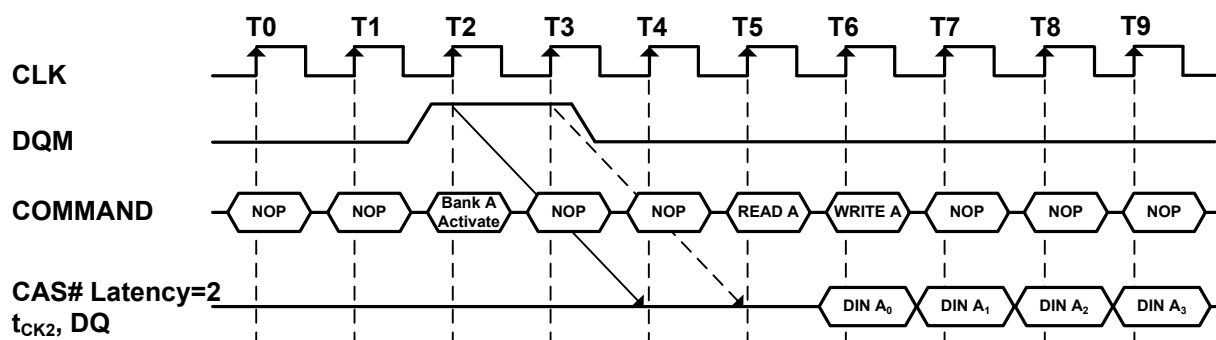 T0 T1 T2 T3 T4 T5 T6 T7 T8 T9
CLK
DQM
COMMAND NOP NOP Bank A Activate NOP NOP READ A WRITE A NOP NOP NOP
CAS# Latency=2
tCK2, DQ DIN A0 DIN A1 DIN A2 DIN A3